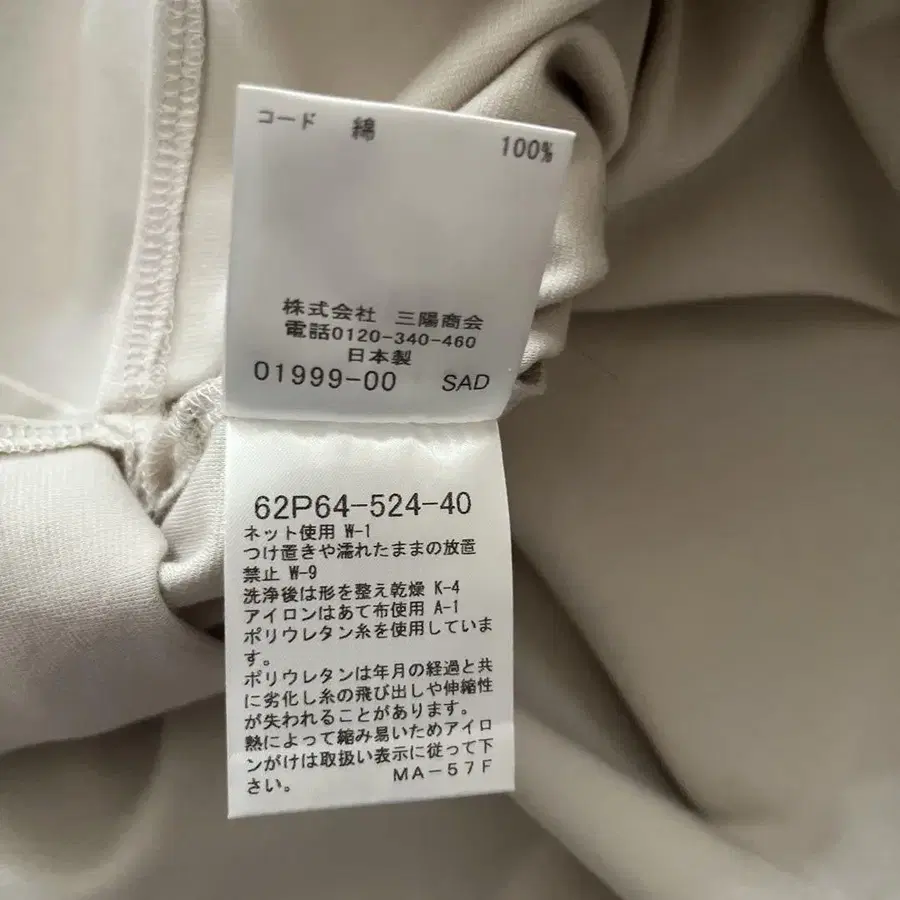 コード 綿 100%
株式会社 三陽商会
電話0120-340-460
日本製
01999-00 SAD
62P64-524-40
ネット使用 W-1
つけ置きや濡れたままの放置
禁止 W-9
洗浄後は形を整え乾燥 K-4
アイロンはあて布使用 A-1
ポリウレタン糸を使用していま
す。
ポリウレタンは年月の経過と共
に劣化し糸の飛び出しや伸縮性
が失われることがあります。
熱によって縮み易いためアイロ
ンがけは取扱い表示に従って下
さい。 MA-57F